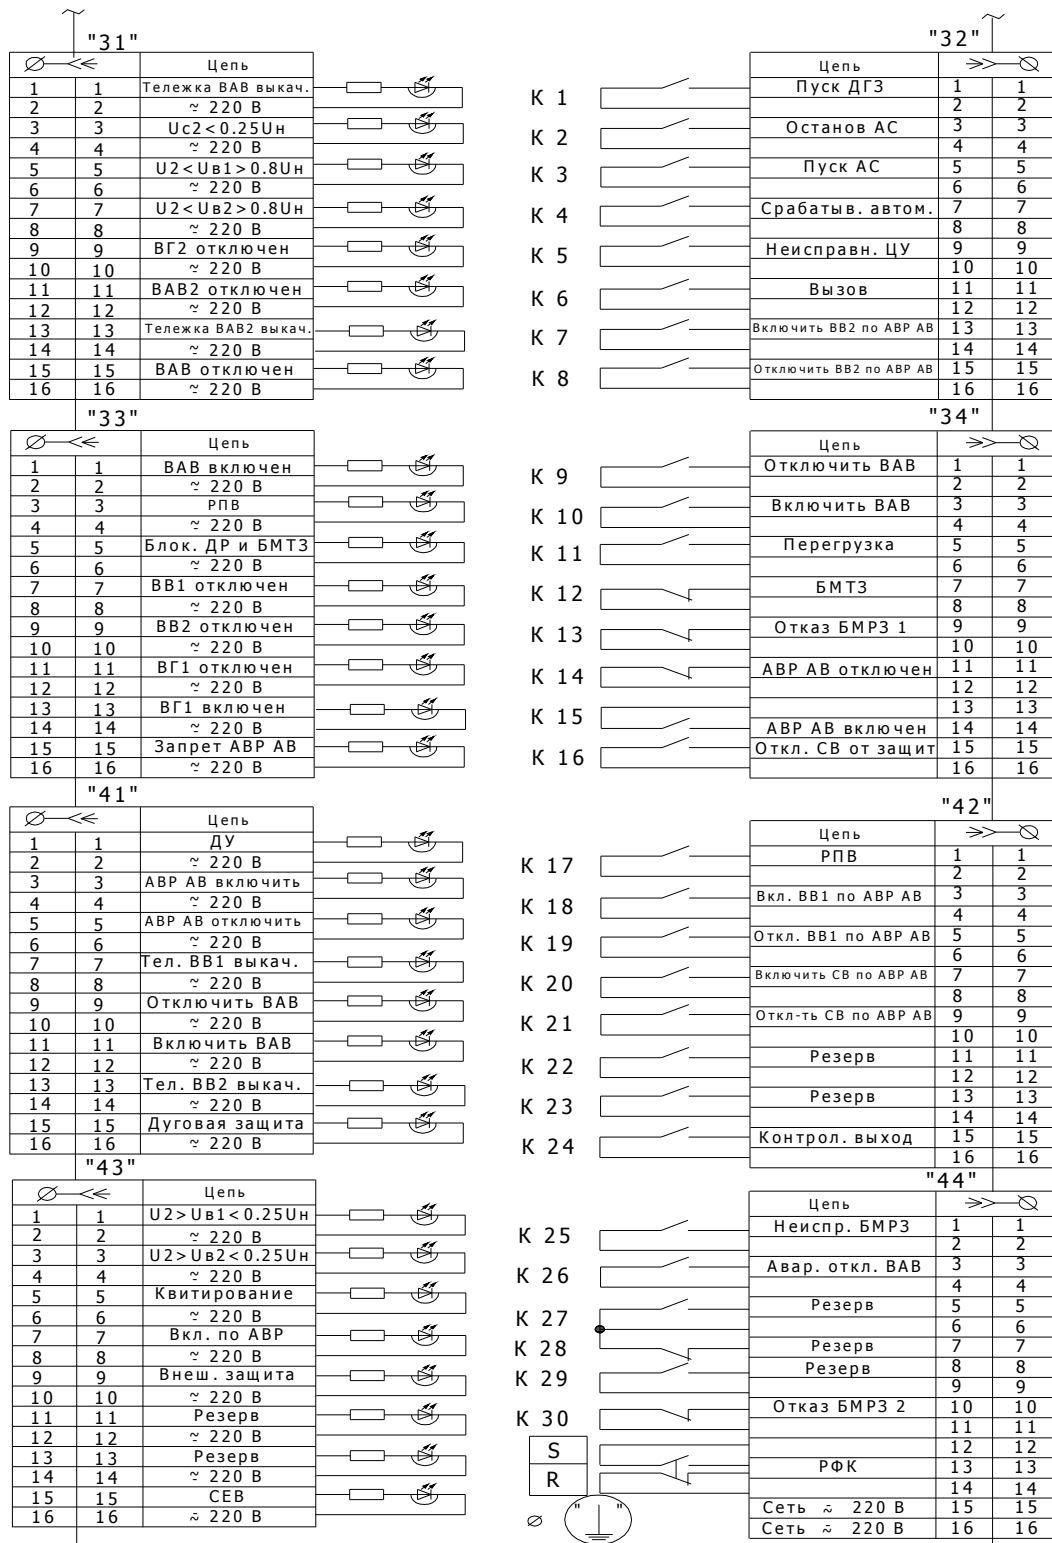 "31"
Цепь
1 1 Тележка ВАВ выкач.
2 2 ~ 220 В
3 3 Uс2<0.25Uн
4 4 ~ 220 В
5 5 U2<Uв1>0.8Uн
6 6 ~ 220 В
7 7 U2<Uв2>0.8Uн
8 8 ~ 220 В
9 9 ВГ2 отключен
10 10 ~ 220 В
11 11 ВАВ2 отключен
12 12 ~ 220 В
13 13 Тележка ВАВ2 выкач.
14 14 ~ 220 В
15 15 ВАВ отключен
16 16 ~ 220 В
"32"
Цепь
К 1 Пуск ДГЗ 1 1
2 2
К 2 Останов АС 3 3
4 4
К 3 Пуск АС 5 5
6 6
К 4 Срабатыв. автом. 7 7
8 8
К 5 Неисправн. ЦУ 9 9
10 10
К 6 Вызов 11 11
12 12
К 7 Включить ВВ2 по АВР АВ 13 13
14 14
К 8 Отключить ВВ2 по АВР АВ 15 15
16 16
"33"
Цепь
1 1 ВАВ включен
2 2 ~ 220 В
3 3 РПВ
4 4 ~ 220 В
5 5 Блок. ДР и БМТЗ
6 6 ~ 220 В
7 7 ВВ1 отключен
8 8 ~ 220 В
9 9 ВВ2 отключен
10 10 ~ 220 В
11 11 ВГ1 отключен
12 12 ~ 220 В
13 13 ВГ1 включен
14 14 ~ 220 В
15 15 Запрет АВР АВ
16 16 ~ 220 В
"34"
Цепь
К 9 Отключить ВАВ 1 1
2 2
К 10 Включить ВАВ 3 3
4 4
К 11 Перегрузка 5 5
6 6
К 12 БМТЗ 7 7
8 8
К 13 Отказ БМРЗ 1 9 9
10 10
К 14 АВР АВ отключен 11 11
12 12
К 15 13 13
АВР АВ включен 14 14
К 16 Откл. СВ от защит 15 15
16 16
"41"
Цепь
1 1 ДУ
2 2 ~ 220 В
3 3 АВР АВ включить
4 4 ~ 220 В
5 5 АВР АВ отключить
6 6 ~ 220 В
7 7 Тел. ВВ1 выкач.
8 8 ~ 220 В
9 9 Отключить ВАВ
10 10 ~ 220 В
11 11 Включить ВАВ
12 12 ~ 220 В
13 13 Тел. ВВ2 выкач.
14 14 ~ 220 В
15 15 Дуговая защита
16 16 ~ 220 В
"42"
Цепь
К 17 РПВ 1 1
2 2
К 18 Вкл. ВВ1 по АВР АВ 3 3
4 4
К 19 Откл. ВВ1 по АВР АВ 5 5
6 6
К 20 Включить СВ по АВР АВ 7 7
8 8
К 21 Откл-ть СВ по АВР АВ 9 9
10 10
К 22 Резерв 11 11
12 12
К 23 Резерв 13 13
14 14
К 24 Контрол. выход 15 15
16 16
"43"
Цепь
1 1 U2>Uв1<0.25Uн
2 2 ~ 220 В
3 3 U2>Uв2<0.25Uн
4 4 ~ 220 В
5 5 Квитирование
6 6 ~ 220 В
7 7 Вкл. по АВР
8 8 ~ 220 В
9 9 Внеш. защита
10 10 ~ 220 В
11 11 Резерв
12 12 ~ 220 В
13 13 Резерв
14 14 ~ 220 В
15 15 СЕВ
16 16 ~ 220 В
"44"
Цепь
К 25 Неиспр. БМРЗ 1 1
2 2
К 26 Авар. откл. ВАВ 3 3
4 4
К 27 Резерв 5 5
6 6
К 28 Резерв 7 7
К 29 Резерв 8 8
9 9
К 30 Отказ БМРЗ 2 10 10
11 11
S 12 12
R РФК 13 13
14 14
Сеть ~ 220 В 15 15
Сеть ~ 220 В 16 16
" "